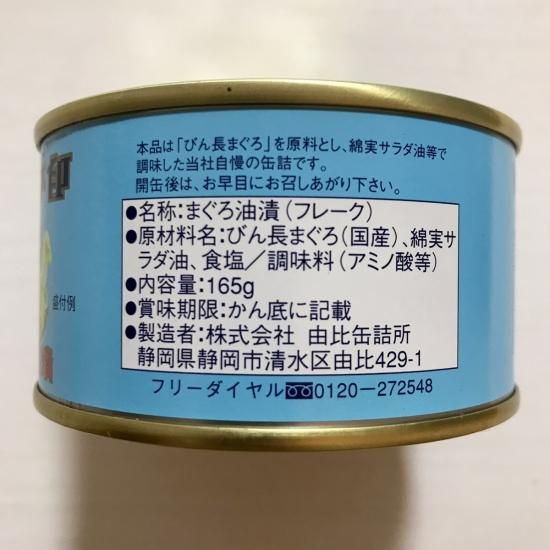 本品は「びん長まぐろ」を原料とし、綿実サラダ油等で
調味した当社自慢の缶詰です。
開缶後は、お早目にお召しあがり下さい。
●名称:まぐろ油漬(フレーク)
●原材料名:びん長まぐろ(国産)、綿実サ
ラダ油、食塩/調味料(アミノ酸等)
●内容量:165g
●賞味期限:かん底に記載
●製造者:株式会社 由比缶詰所
静岡県静岡市清水区由比429-1
フリーダイヤル 0120-272548
印
盛付例